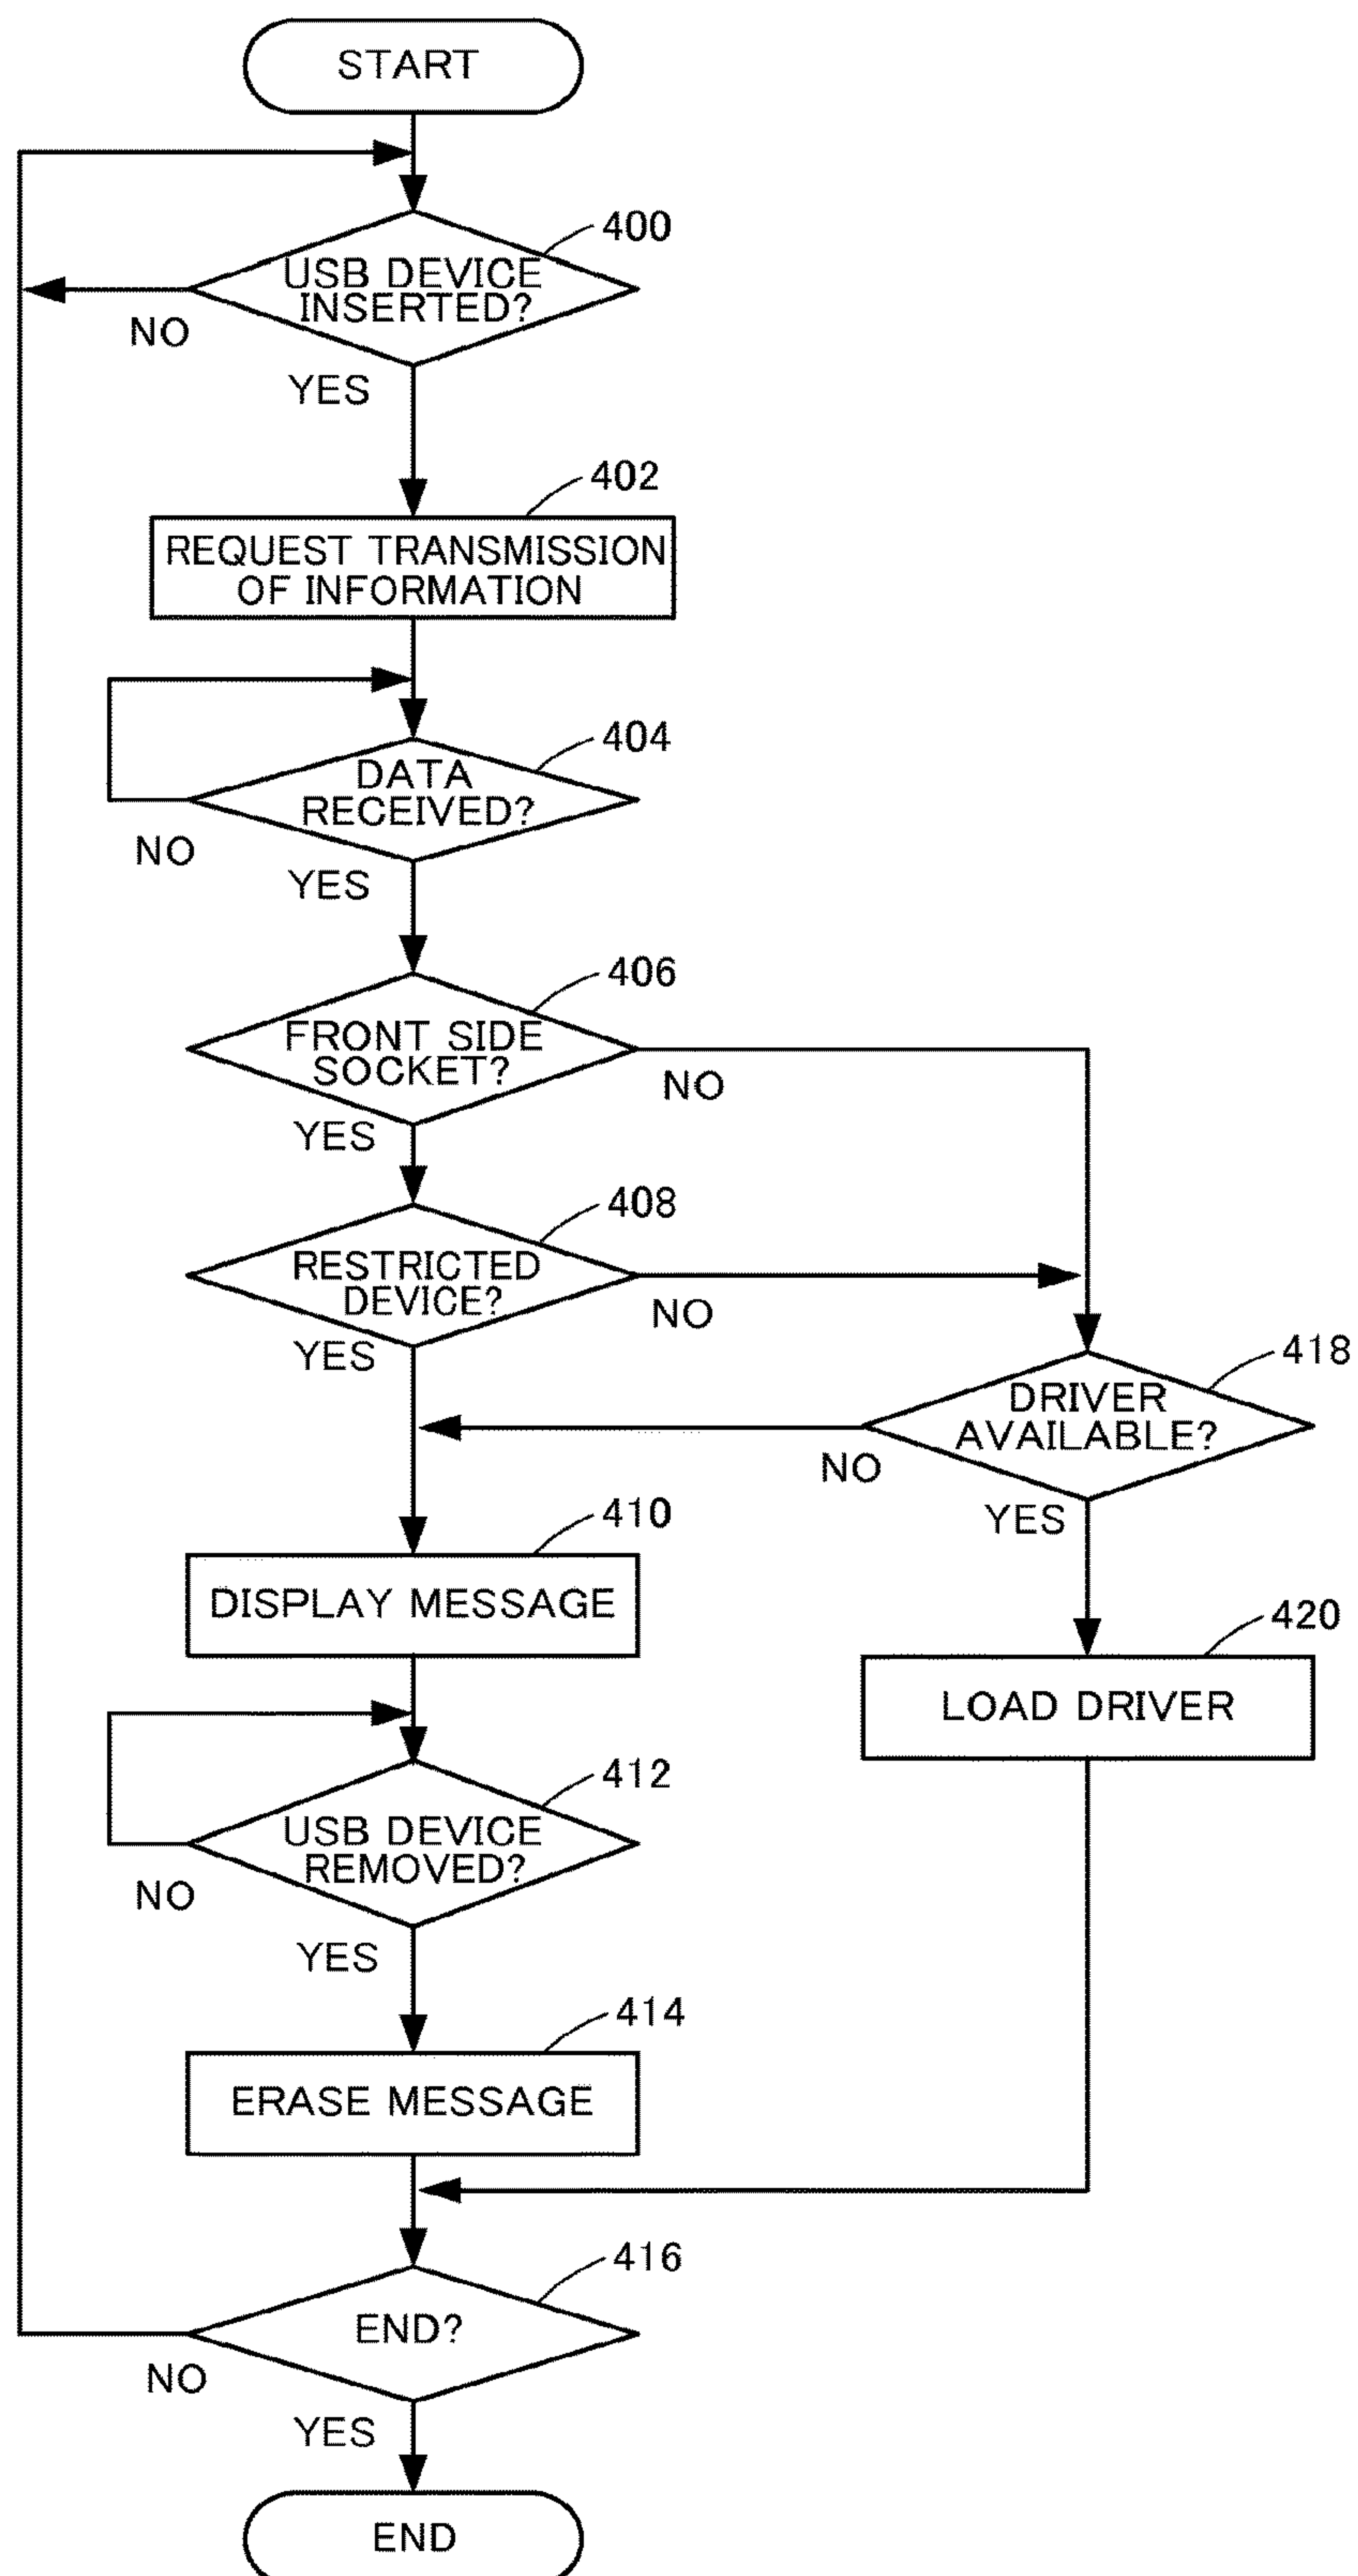 START
400
USB DEVICE
INSERTED?
NO
YES
402
REQUEST TRANSMISSION
OF INFORMATION
404
DATA
RECEIVED?
NO
YES
406
FRONT SIDE
SOCKET?
NO
YES
408
RESTRICTED
DEVICE?
NO
YES
418
DRIVER
AVAILABLE?
NO
YES
410
DISPLAY MESSAGE
420
LOAD DRIVER
412
USB DEVICE
REMOVED?
NO
YES
414
ERASE MESSAGE
416
END?
NO
YES
END